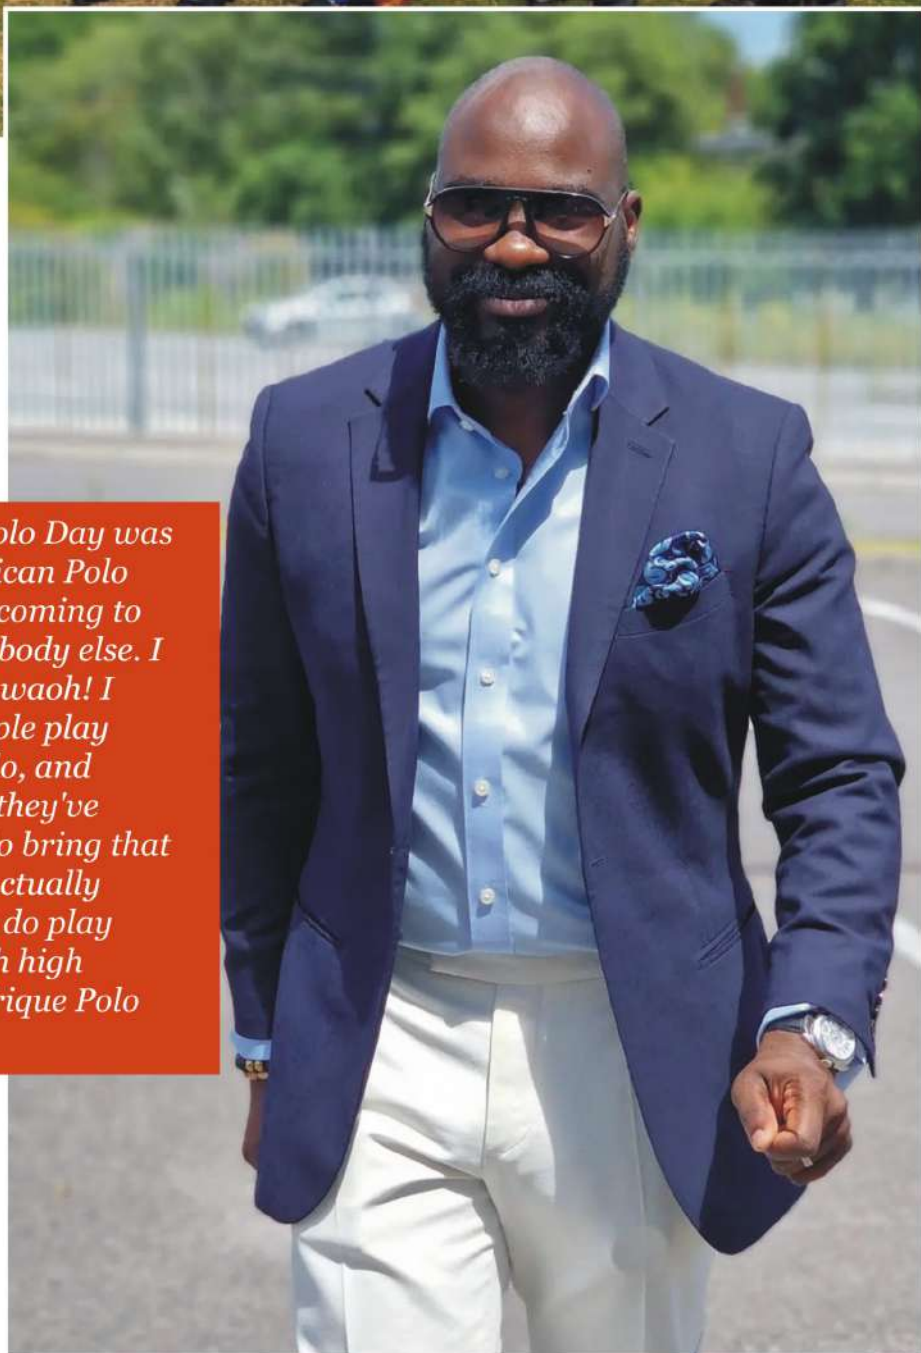 olo Day was
ican Polo
coming to
body else. I
waoh! I
ple play
lo, and
they've
o bring that
ctually
do play
h high
rique Polo